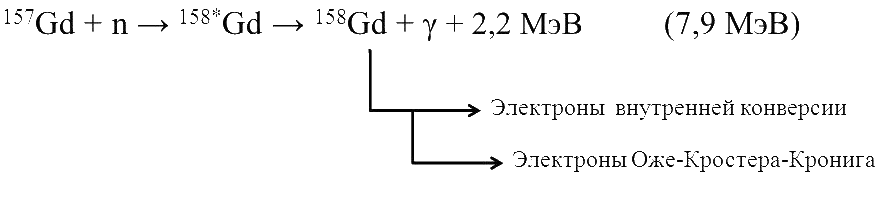 ¹⁵⁷Gd + n → ¹⁵⁸*Gd → ¹⁵⁸Gd + γ + 2,2 МэВ (7,9 МэВ)
Электроны внутренней конверсии
Электроны Оже-Кростера-Кронига